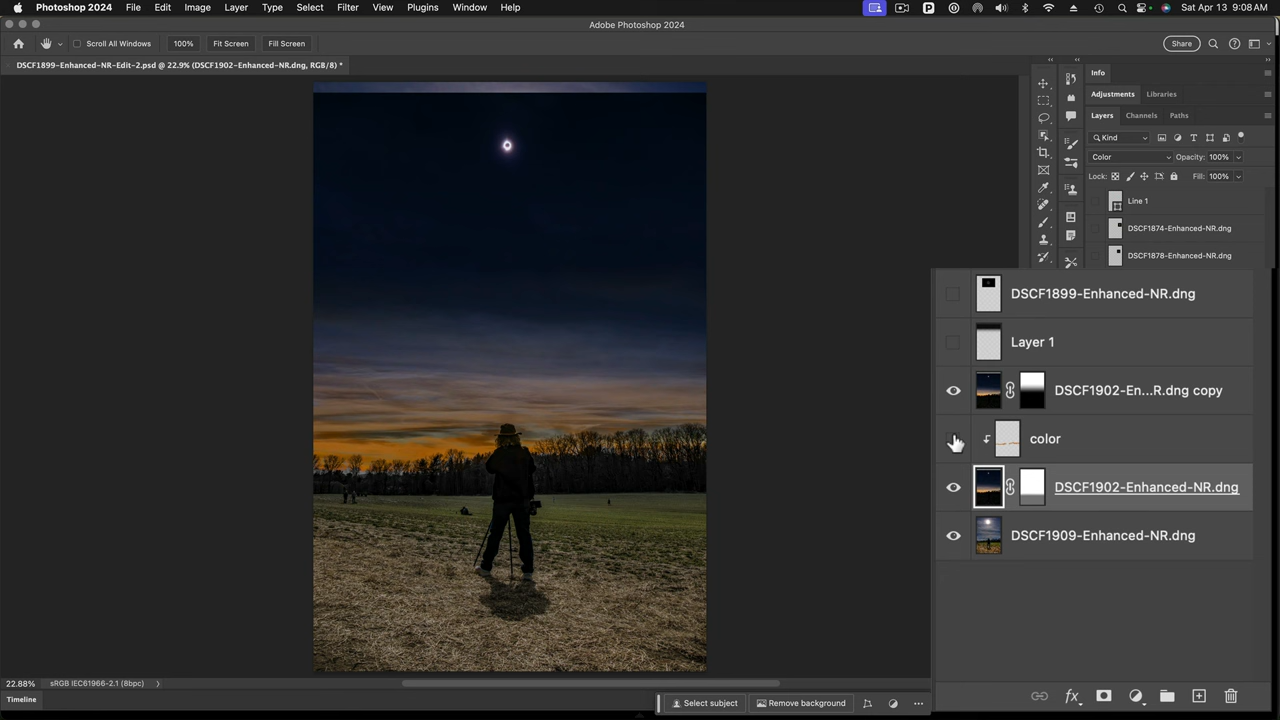 Photoshop 2024 File Edit Image Layer Type Select Filter View Plugins Window Help Sat Apr 13 9:08 AM
Adobe Photoshop 2024
Scroll All Windows 100% Fit Screen Fill Screen Share
DSCF1899-Enhanced-NR-Edit-2.psd @ 22.9% (DSCF1902-Enhanced-NR.dng, RGB/8) *
Info
Adjustments Libraries
Layers Channels Paths
Kind
Color Opacity: 100%
Lock: Fill: 100%
Line 1
DSCF1874-Enhanced-NR.dng
DSCF1878-Enhanced-NR.dng
DSCF1899-Enhanced-NR.dng
Layer 1
DSCF1902-En...R.dng copy
color
DSCF1902-Enhanced-NR.dng
DSCF1909-Enhanced-NR.dng
22.88% sRGB IEC61966-2.1 (8bpc)
Timeline
Select subject Remove background